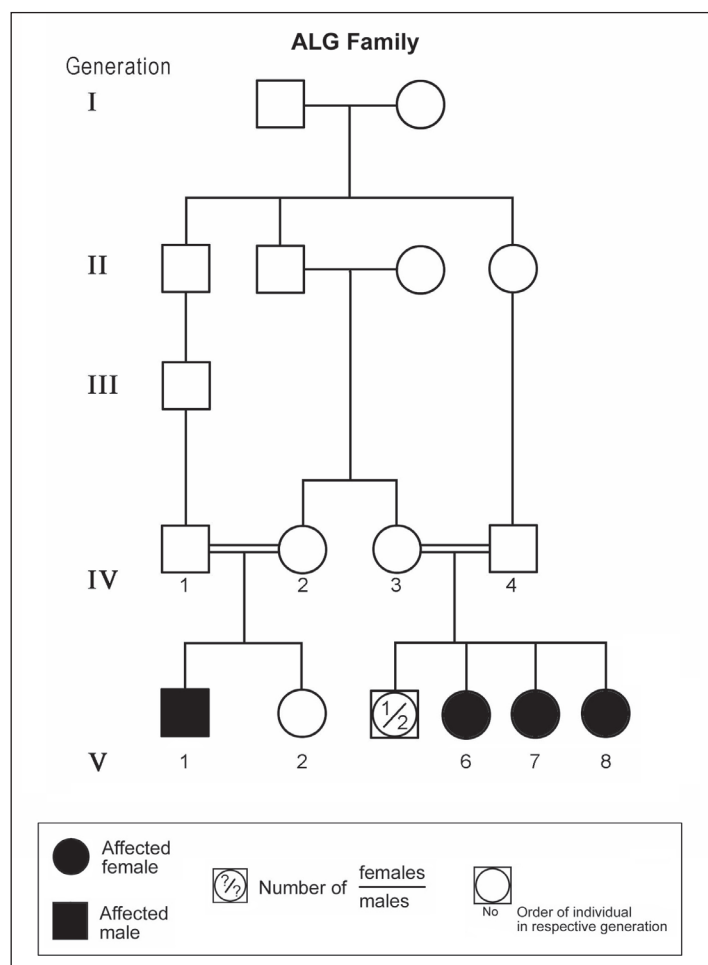 ALG Family
Generation
I
II
III
IV
1 2 3 4
1/2
V
1 2 6 7 8
Affected female
?/? Number of females/males
Affected male
No Order of individual in respective generation